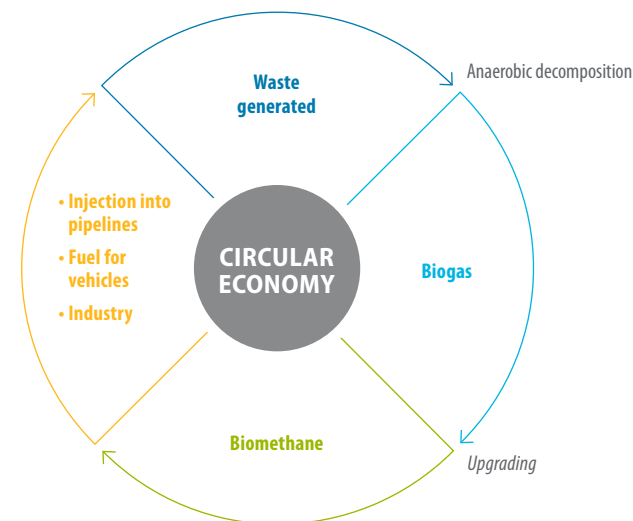 Anaerobic decomposition
Waste
generated
• Injection into
pipelines
• Fuel for
vehicles
• Industry
CIRCULAR
ECONOMY
Biogas
Biomethane
Upgrading